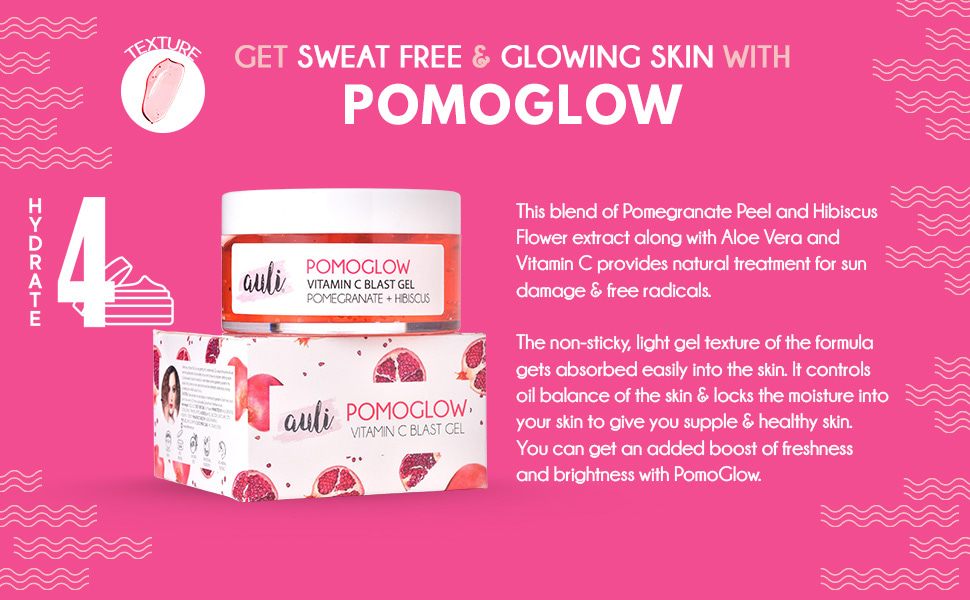 TEXTURE
GET SWEAT FREE & GLOWING SKIN WITH
POMOGLOW
HYDRATE
4
auli
POMOGLOW
VITAMIN C BLAST GEL
POMEGRANATE + HIBISCUS
auli
POMOGLOW
VITAMIN C BLAST GEL
This blend of Pomegranate Peel and Hibiscus
Flower extract along with Aloe Vera and
Vitamin C provides natural treatment for sun
damage & free radicals.
The non-sticky, light gel texture of the formula
gets absorbed easily into the skin. It controls
oil balance of the skin & locks the moisture into
your skin to give you supple & healthy skin.
You can get an added boost of freshness
and brightness with PomoGlow.